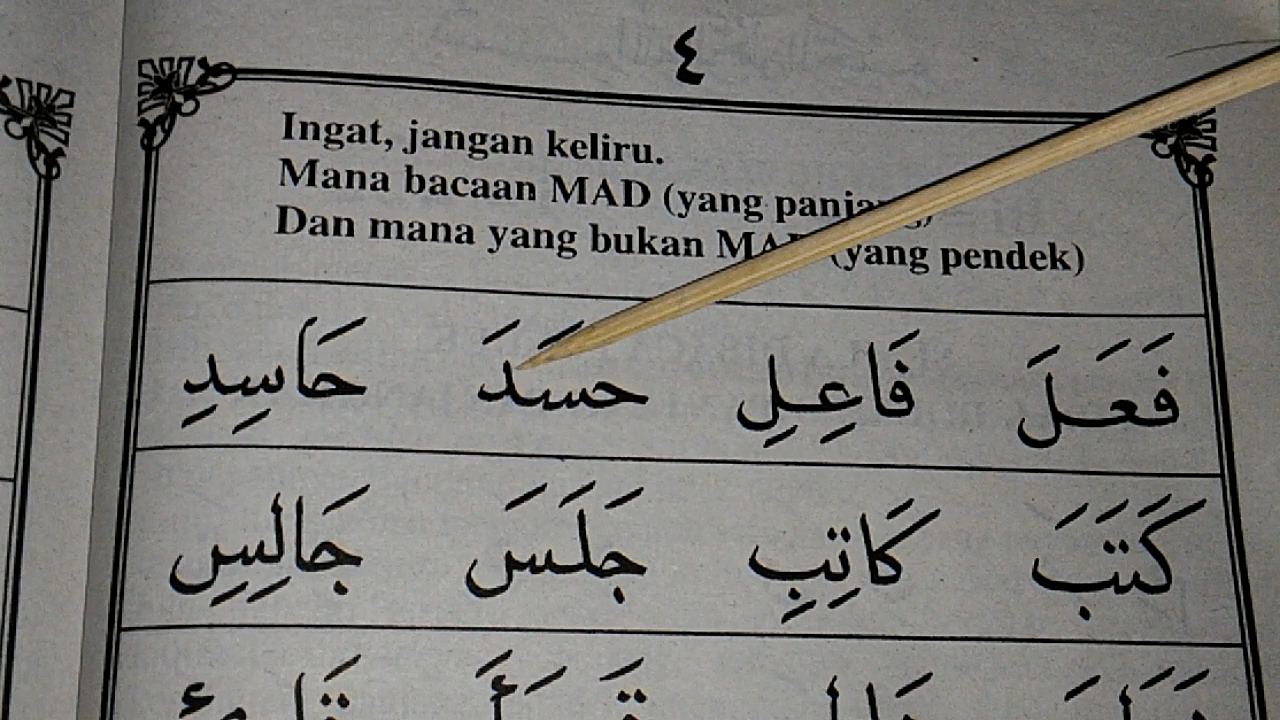 ٤
Ingat, jangan keliru.
Mana bacaan MAD (yang
Dan mana yang bukan (yang pendek)
فَعَلَ فَاعِلِ حَسَدَ حَاسِدِ
كَتَبَ كَاتِبِ جَلَسَ جَالِسِ